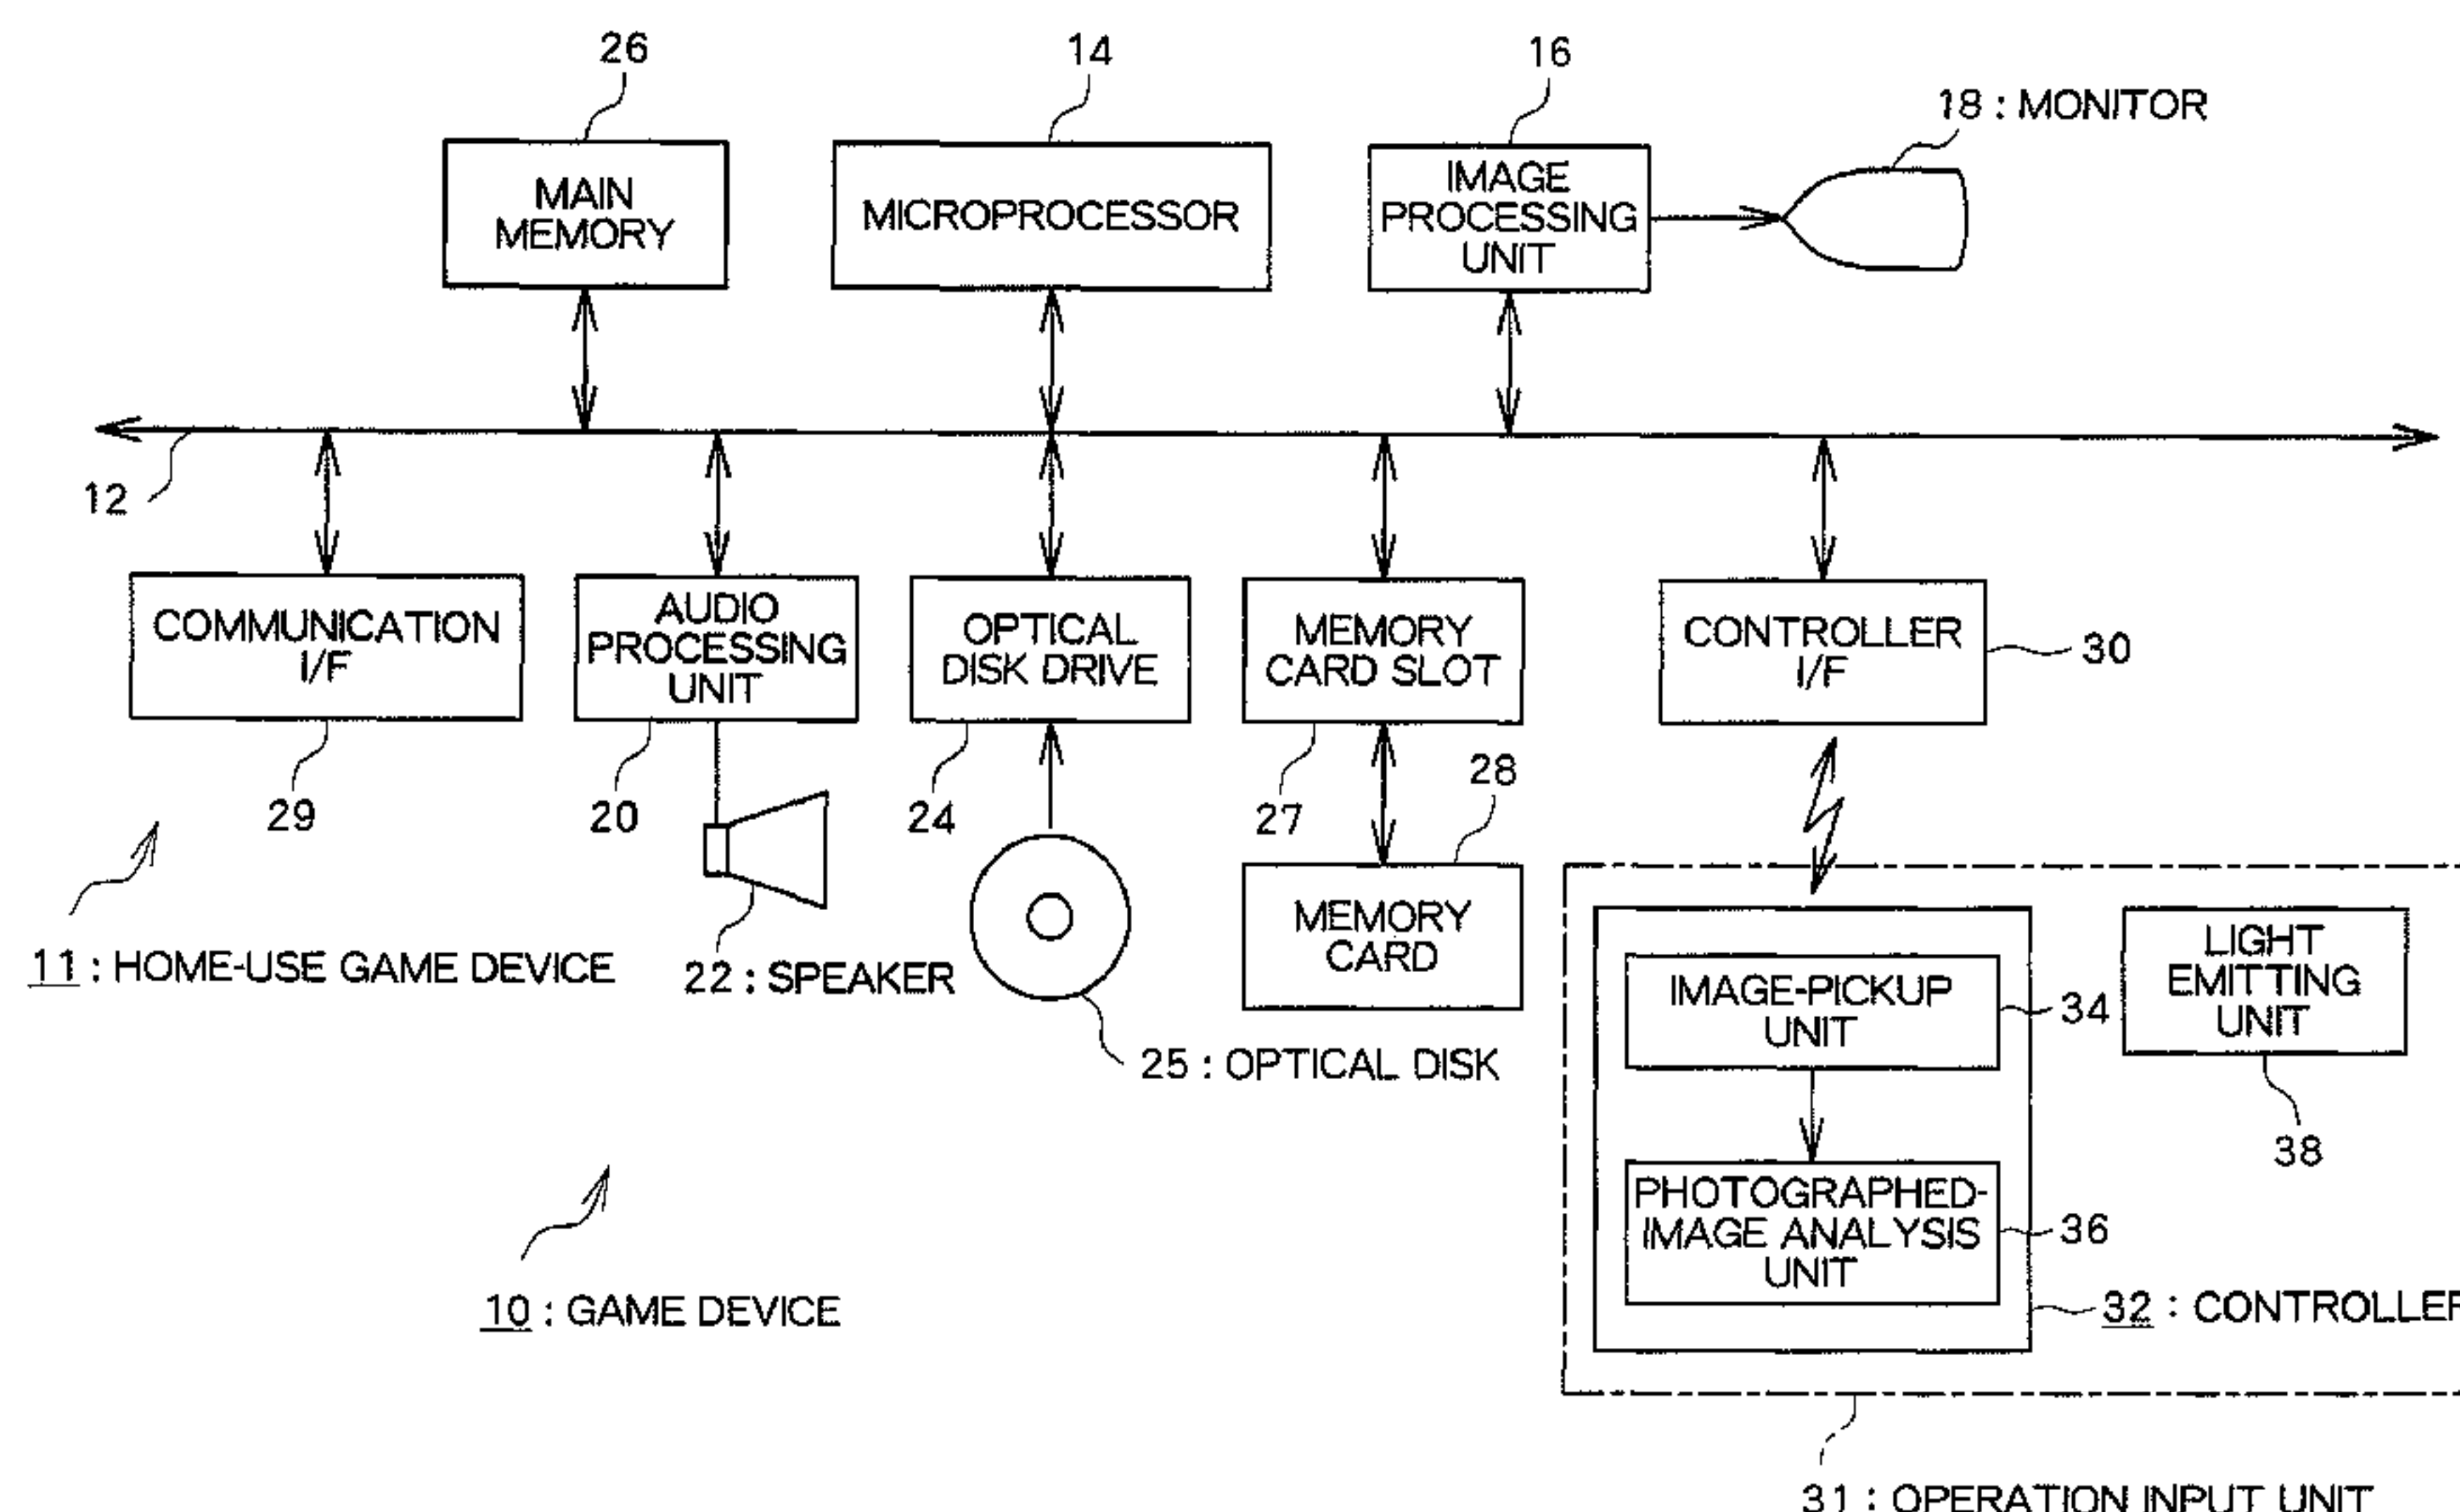 26
14
16
18 : MONITOR
MAIN
MEMORY
MICROPROCESSOR
IMAGE
PROCESSING
UNIT
12
COMMUNICATION
I/F
AUDIO
PROCESSING
UNIT
OPTICAL
DISK DRIVE
MEMORY
CARD SLOT
CONTROLLER
I/F
30
29
20
24
27
28
11 : HOME-USE GAME DEVICE
22 : SPEAKER
25 : OPTICAL DISK
MEMORY
CARD
IMAGE-PICKUP
UNIT
34
LIGHT
EMITTING
UNIT
38
PHOTOGRAPHED-
IMAGE ANALYSIS
UNIT
36
10 : GAME DEVICE
32 : CONTROLLER
31 : OPERATION INPUT UNIT